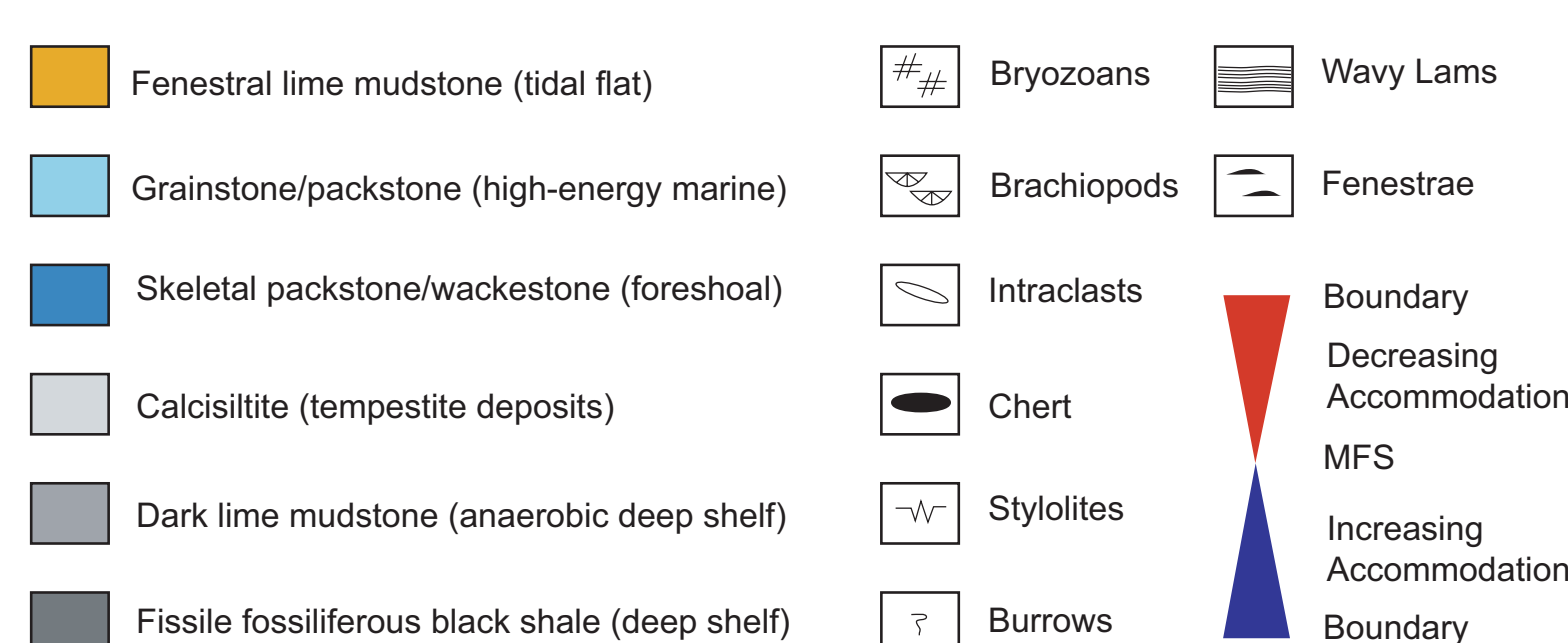 Fenestral lime mudstone (tidal flat)
Grainstone/packstone (high-energy marine)
Skeletal packstone/wackestone (foreshoal)
Calcisiltite (tempestite deposits)
Dark lime mudstone (anaerobic deep shelf)
Fissile fossiliferous black shale (deep shelf)
Bryozoans
Brachiopods
Intraclasts
Chert
Stylolites
Burrows
Wavy Lams
Fenestrae
Boundary
Decreasing
Accommodation
MFS
Increasing
Accommodation
Boundary